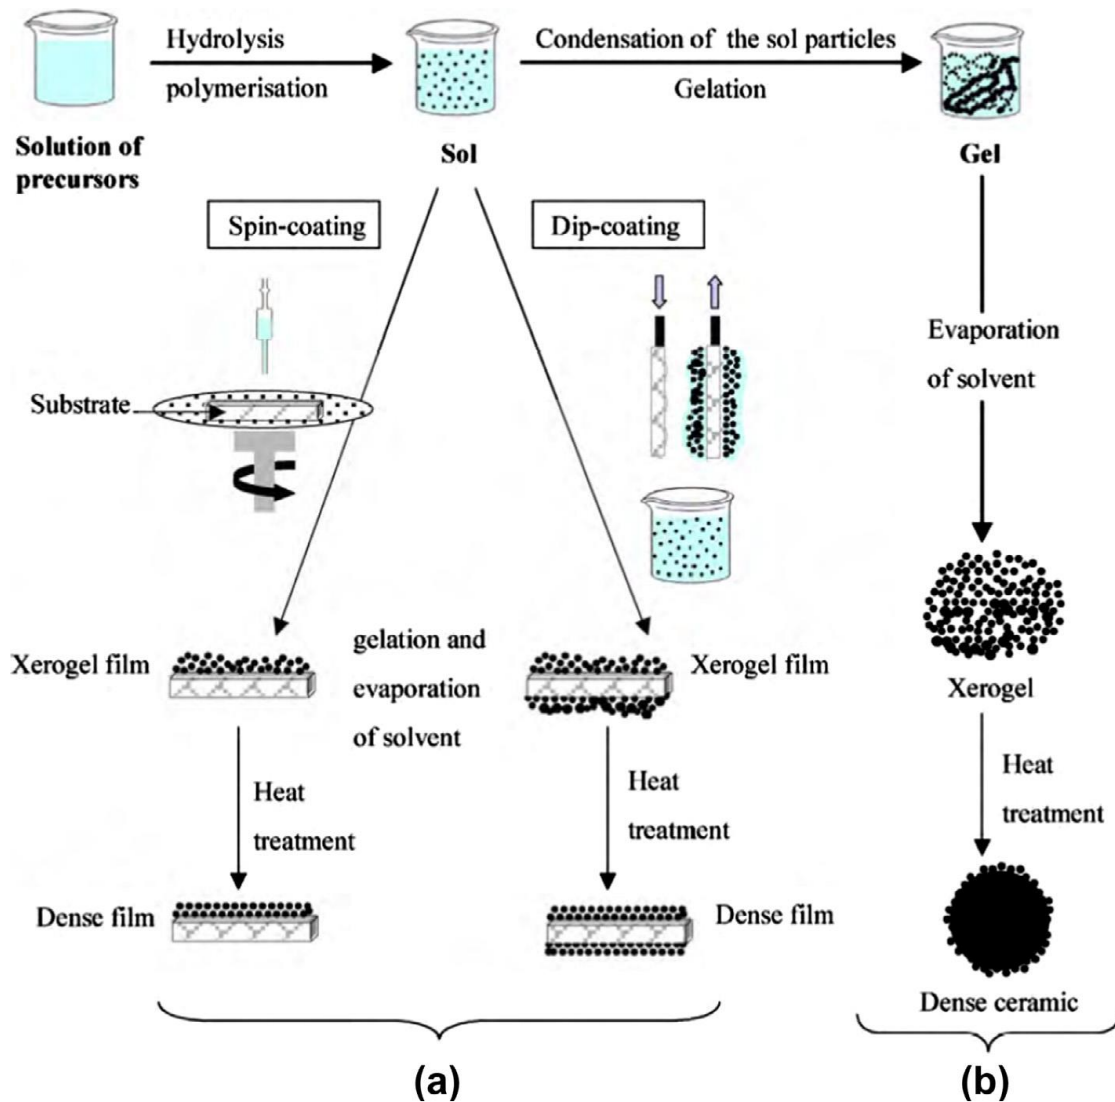 Hydrolysis
polymerisation
Condensation of the sol particles
Gelation
Solution of
precursors
Sol
Gel
Spin-coating
Dip-coating
Substrate
Evaporation
of solvent
Xerogel film
gelation and
evaporation
of solvent
Xerogel film
Xerogel
Heat
treatment
Heat
treatment
Heat
treatment
Dense film
Dense film
Dense ceramic
(a)
(b)